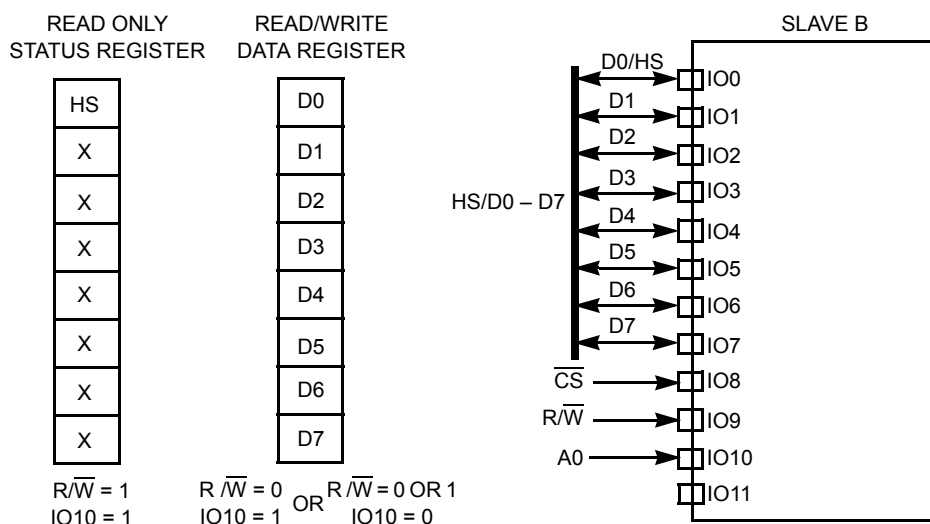 READ ONLY
STATUS REGISTER
HS
X
X
X
X
X
X
X
R/W̅ = 1
IO10 = 1
READ/WRITE
DATA REGISTER
D0
D1
D2
D3
D4
D5
D6
D7
R /W̅ = 0
IO10 = 1
OR
R /W̅ = 0 OR 1
IO10 = 0
SLAVE B
HS/D0 – D7
D0/HS
IO0
D1
IO1
D2
IO2
D3
IO3
D4
IO4
D5
IO5
D6
IO6
D7
IO7
C̅S̅
IO8
R/W̅
IO9
A0
IO10
IO11